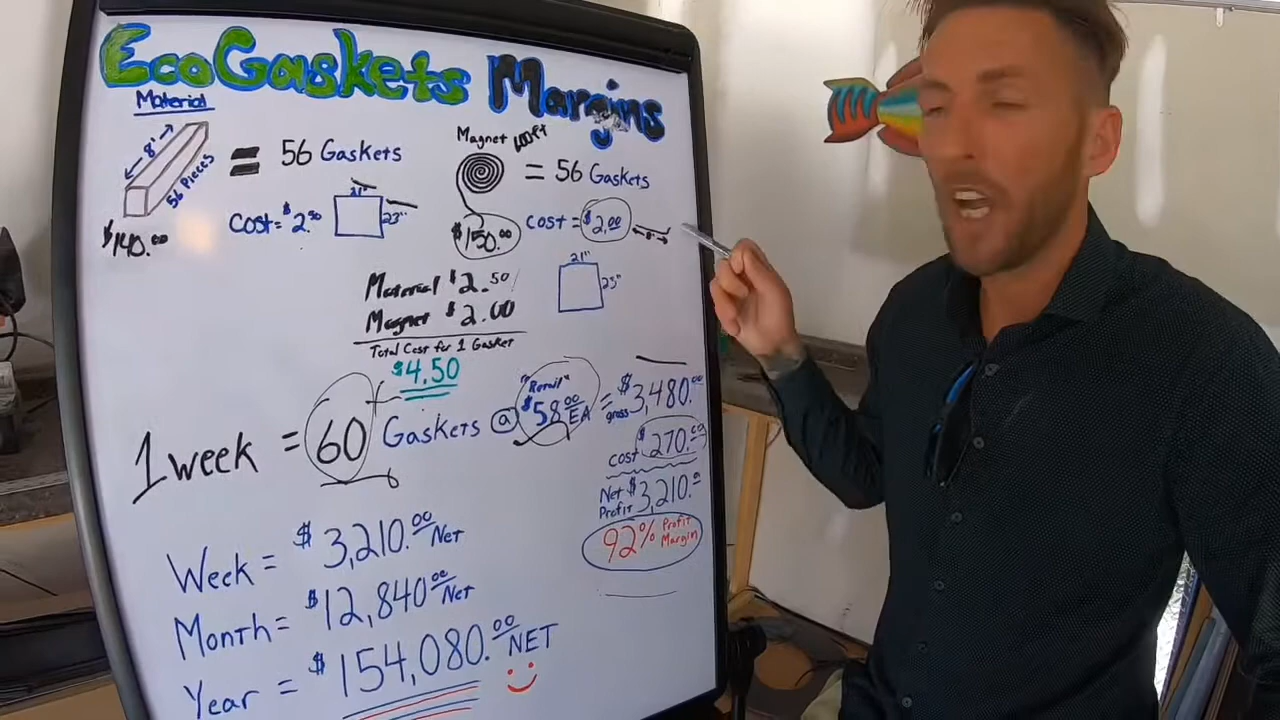 EcoGaskets Margins
Material
8'
56 Pieces
$140.00
= 56 Gaskets
Cost = $2.50
21"
23"
Magnet 600ft
= 56 Gaskets
$150.00
Cost = $2.00
8'
21"
23"
Material $2.50
Magnet $2.00
Total Cost for 1 Gasket
$4.50
1 week = 60 Gaskets @ "Retail" $58.00 EA = $3,480.00
gross
Cost $270.00
Net Profit $3,210.00
92% Profit Margin
Week = $3,210.00 Net
Month = $12,840.00 Net
Year = $154,080.00 NET